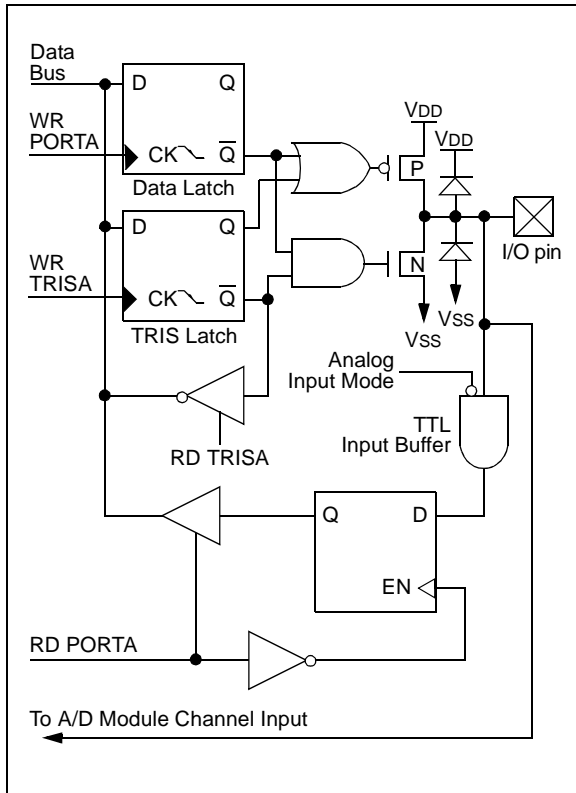 Data
Bus
D Q
VDD
WR
PORTA
VDD
CK Q
P
Data Latch
D Q
I/O pin
WR
TRISA
N
CK Q
VSS
VSS
TRIS Latch
Analog
Input Mode
TTL
Input Buffer
RD TRISA
Q D
EN
RD PORTA
To A/D Module Channel Input